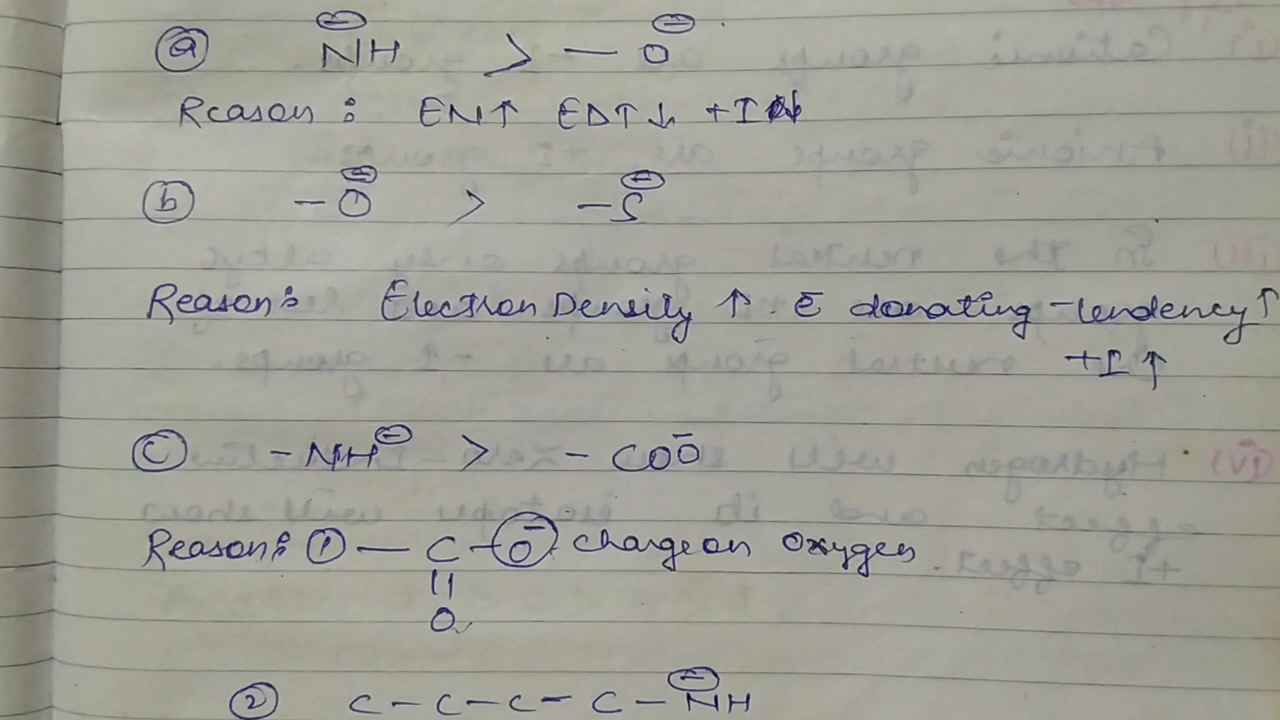 ⓐ N͞H > — O⊖
Reason : EN↑ ED↑↓ +I
ⓑ — O⊖ > — S⊖
Reason : Electron Density ↑ . ē donating tendency ↑
+I ↑
ⓒ - NH⊖ > - COŌ
Reason : ① — C — O⁻ charge on oxygen.
||
O
② C - C - C - C - N⊖H